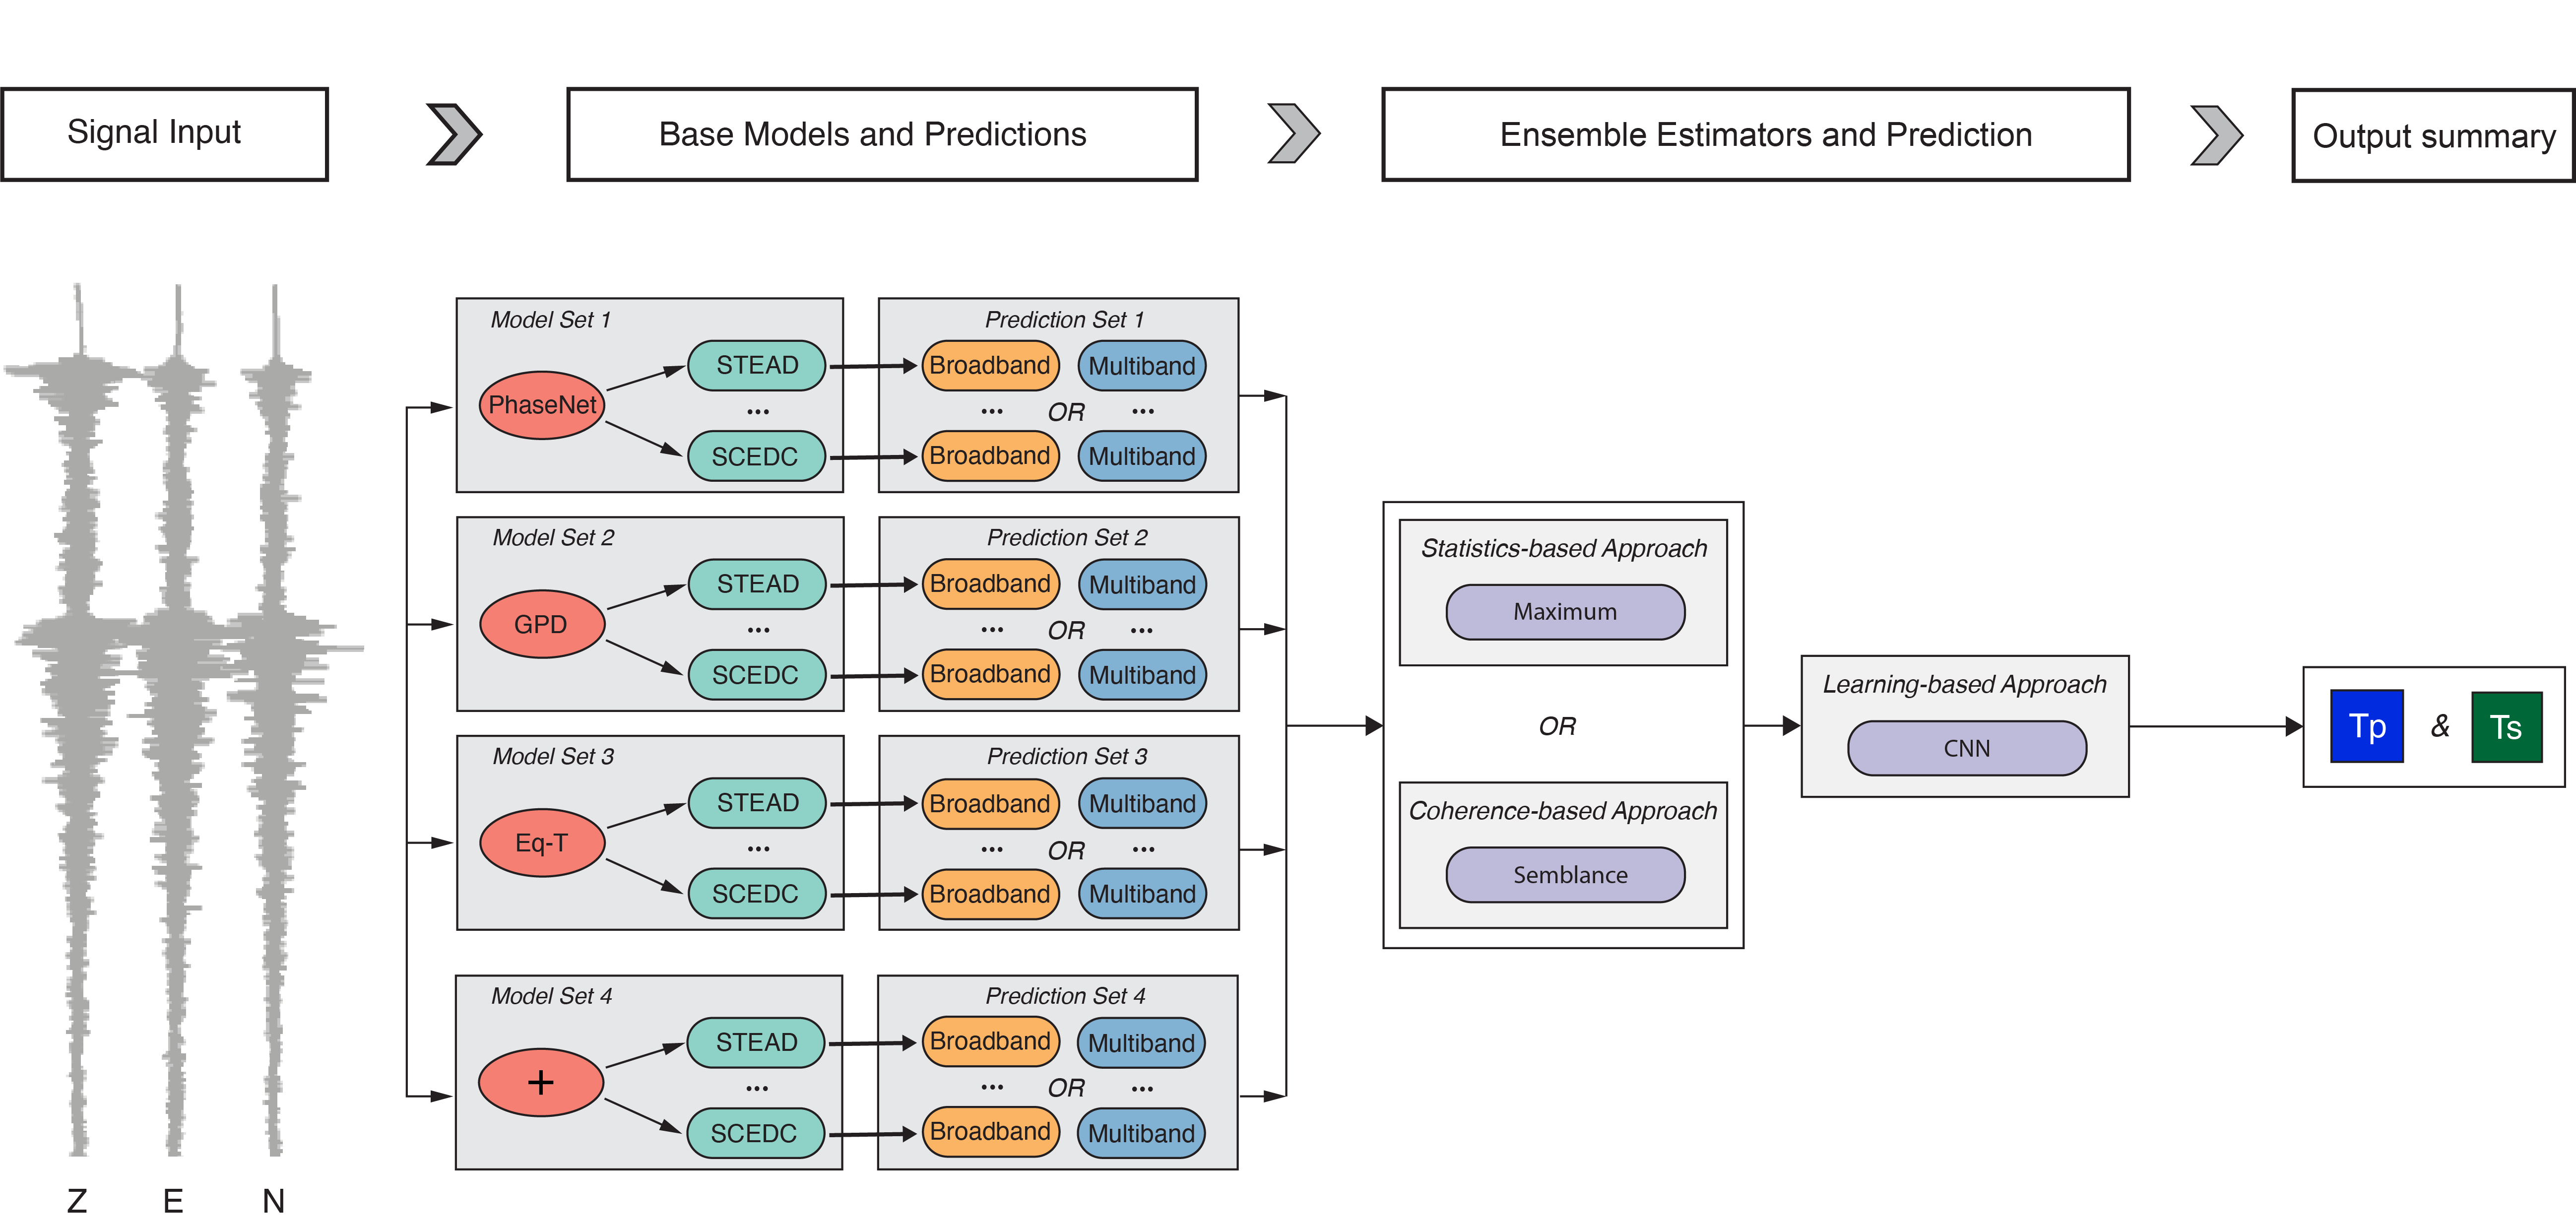 Signal Input
Base Models and Predictions
Ensemble Estimators and Prediction
Output summary
Model Set 1
PhaseNet
STEAD
...
SCEDC
Prediction Set 1
Broadband Multiband
... OR ...
Broadband Multiband
Model Set 2
GPD
STEAD
...
SCEDC
Prediction Set 2
Broadband Multiband
... OR ...
Broadband Multiband
Model Set 3
Eq-T
STEAD
...
SCEDC
Prediction Set 3
Broadband Multiband
... OR ...
Broadband Multiband
Model Set 4
+
STEAD
...
SCEDC
Prediction Set 4
Broadband Multiband
... OR ...
Broadband Multiband
Statistics-based Approach
Maximum
OR
Coherence-based Approach
Semblance
Learning-based Approach
CNN
Tp & Ts
Z E N